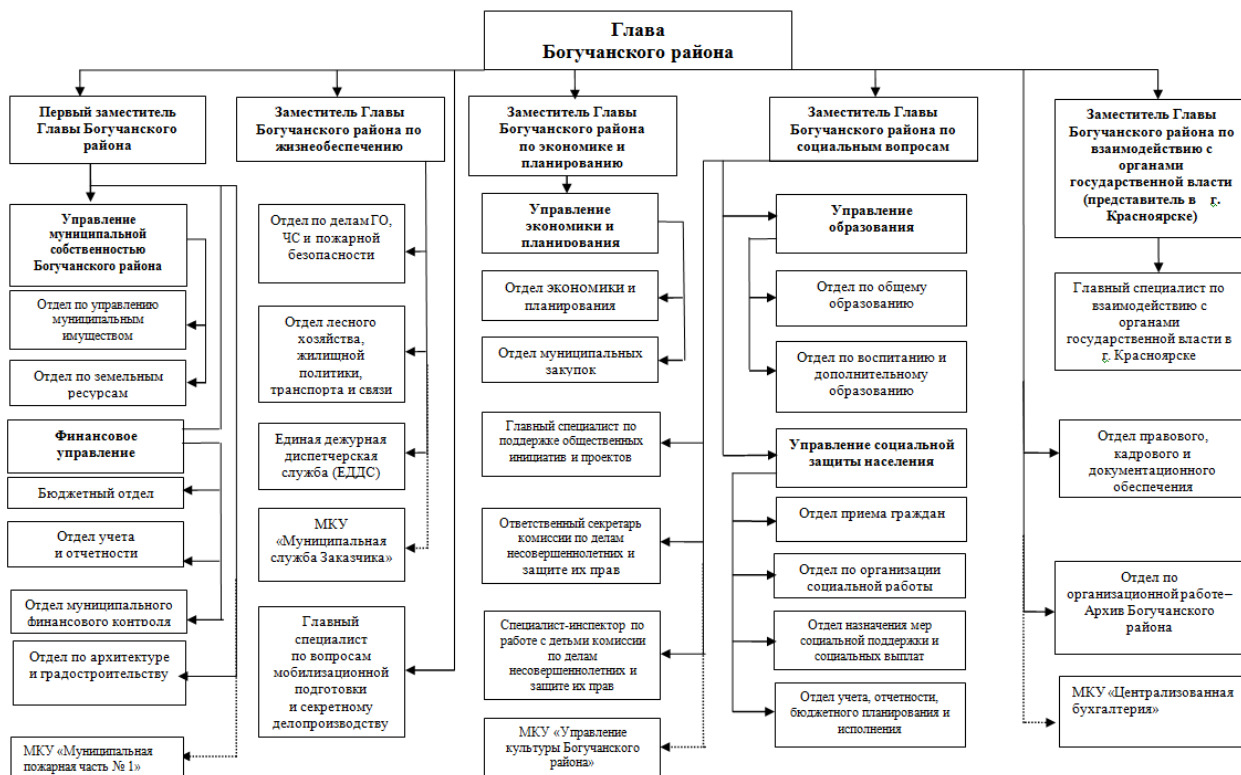 Глава
Богучанского района
Первый заместитель
Главы Богучанского
района
Управление
муниципальной
собственностью
Богучанского района
Отдел по управлению
муниципальным
имуществом
Отдел по земельным
ресурсам
Финансовое
управление
Бюджетный отдел
Отдел учета
и отчетности
Отдел муниципального
финансового контроля
Отдел по архитектуре
и градостроительству
МКУ «Муниципальная
пожарная часть № 1»
Заместитель Главы
Богучанского района по
жизнеобеспечению
Отдел по делам ГО,
ЧС и пожарной
безопасности
Отдел лесного
хозяйства,
жилищной
политики,
транспорта и связи
Единая дежурная
диспетчерская
служба (ЕДДС)
МКУ
«Муниципальная
служба Заказчика»
Главный
специалист
по вопросам
мобилизационной
подготовки
и секретному
делопроизводству
Заместитель Главы
Богучанского района
по экономике и
планированию
Управление
экономики и
планирования
Отдел экономики и
планирования
Отдел муниципальных
закупок
Главный специалист по
поддержке общественных
инициатив и проектов
Ответственный секретарь
комиссии по делам
несовершеннолетних и
защите их прав
Специалист-инспектор по
работе с детьми комиссии
по делам
несовершеннолетних и
защите их прав
МКУ «Управление
культуры Богучанского
района»
Заместитель Главы
Богучанского района по
социальным вопросам
Управление
образования
Отдел по общему
образованию
Отдел по воспитанию и
дополнительному
образованию
Управление социальной
защиты населения
Отдел приема граждан
Отдел по организации
социальной работы
Отдел назначения мер
социальной поддержки и
социальных выплат
Отдел учета, отчетности,
бюджетного планирования и
исполнения
Заместитель Главы
Богучанского района по
взаимодействию с
органами
государственной власти
(представитель в г.
Красноярске)
Главный специалист по
взаимодействию с
органами
государственной власти в
г. Красноярске
Отдел правового,
кадрового и
документационного
обеспечения
Отдел по
организационной работе–
Архив Богучанского
района
МКУ «Централизованная
бухгалтерия»